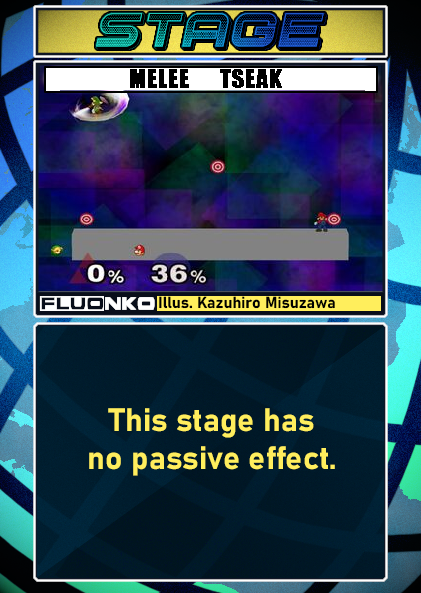 STAGE
MELEE TSEAK
0% 36%
FLUONKO Illus. Kazuhiro Misuzawa
This stage has
no passive effect.